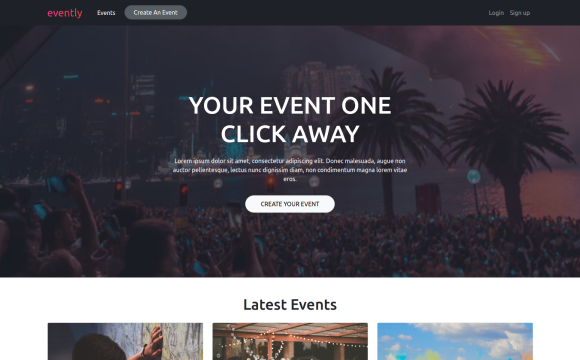 evently
Events
Create An Event
Login
Sign up
YOUR EVENT ONE
CLICK AWAY
Lorem ipsum dolor sit amet, consectetur adipiscing elit. Donec malesuada, augue non
auctor pellentesque, lectus nunc dignissim diam, non condimentum magna lorem vitae
eros.
CREATE YOUR EVENT
Latest Events